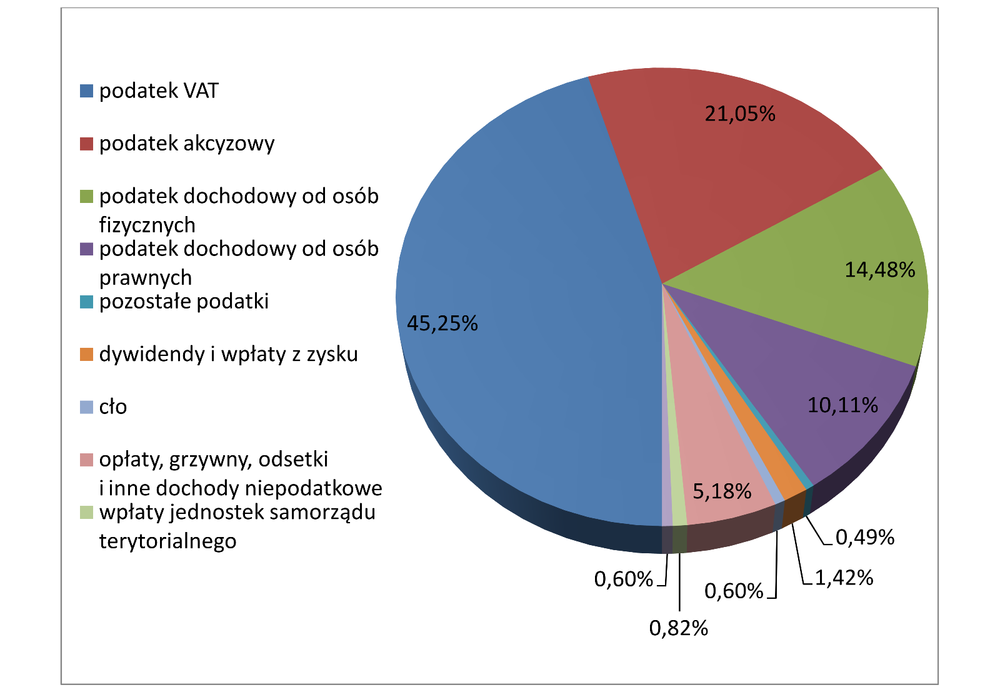 podatek VAT
podatek akcyzowy
podatek dochodowy od osób
fizycznych
podatek dochodowy od osób
prawnych
pozostałe podatki
dywidendy i wpłaty z zysku
cło
opłaty, grzywny, odsetki
i inne dochody niepodatkowe
wpłaty jednostek samorządu
terytorialnego
21,05%
14,48%
45,25%
10,11%
5,18%
0,49%
1,42%
0,60%
0,60%
0,82%